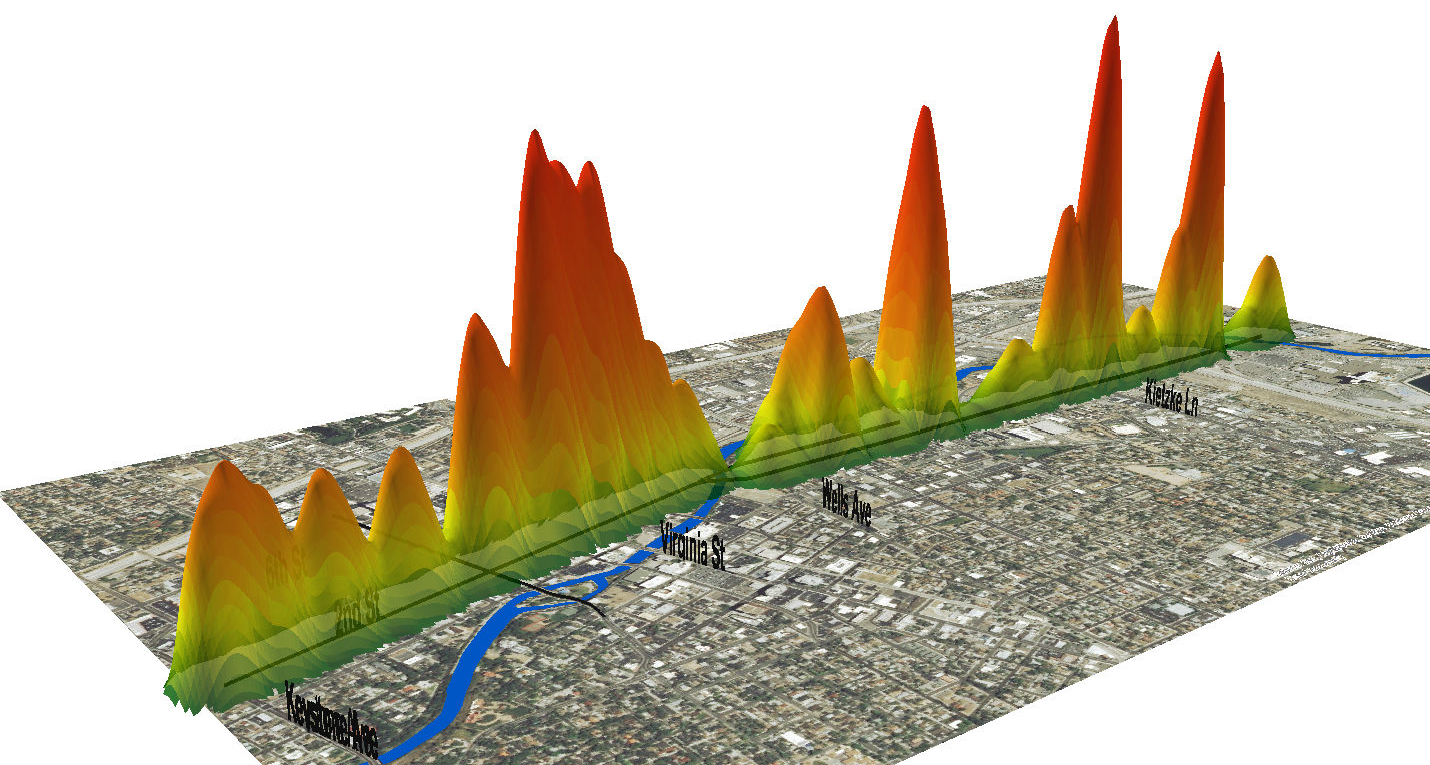 6th St
2nd St
Keystone Ave
Virginia St
Wells Ave
Kietzke Ln